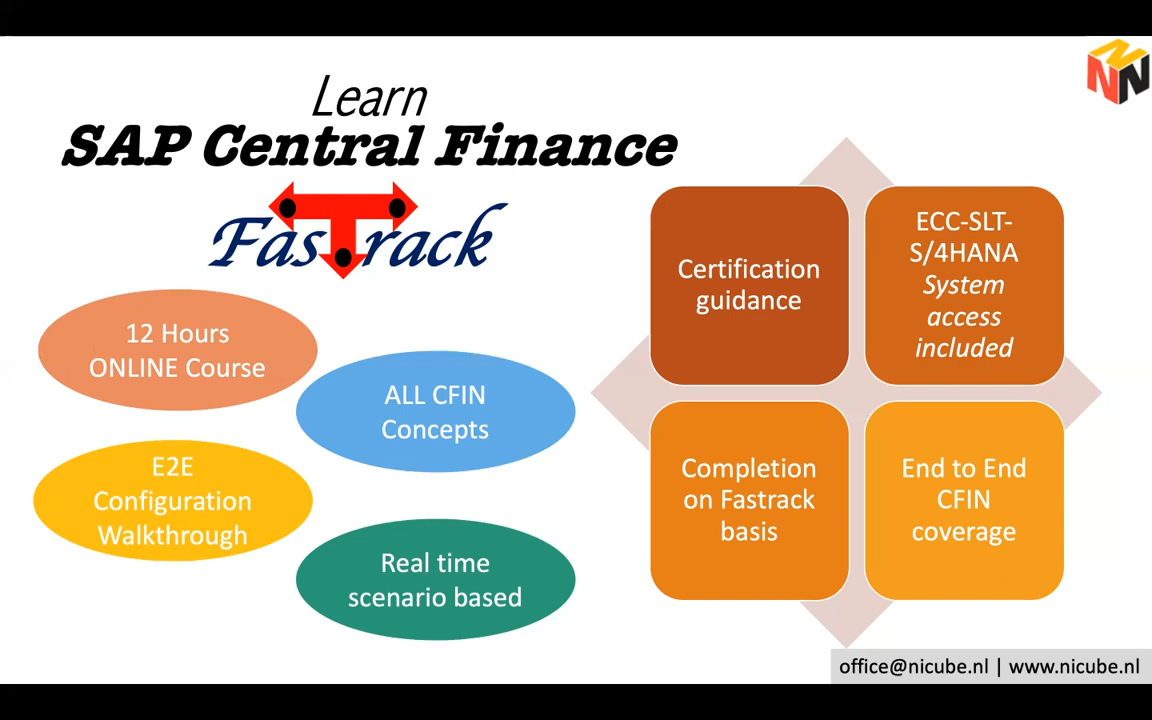 Learn
SAP Central Finance
FasTrack
12 Hours
ONLINE Course
ALL CFIN
Concepts
E2E
Configuration
Walkthrough
Real time
scenario based
Certification
guidance
ECC-SLT-
S/4HANA
System
access
included
Completion
on Fastrack
basis
End to End
CFIN
coverage
NNN
office@nicube.nl | www.nicube.nl